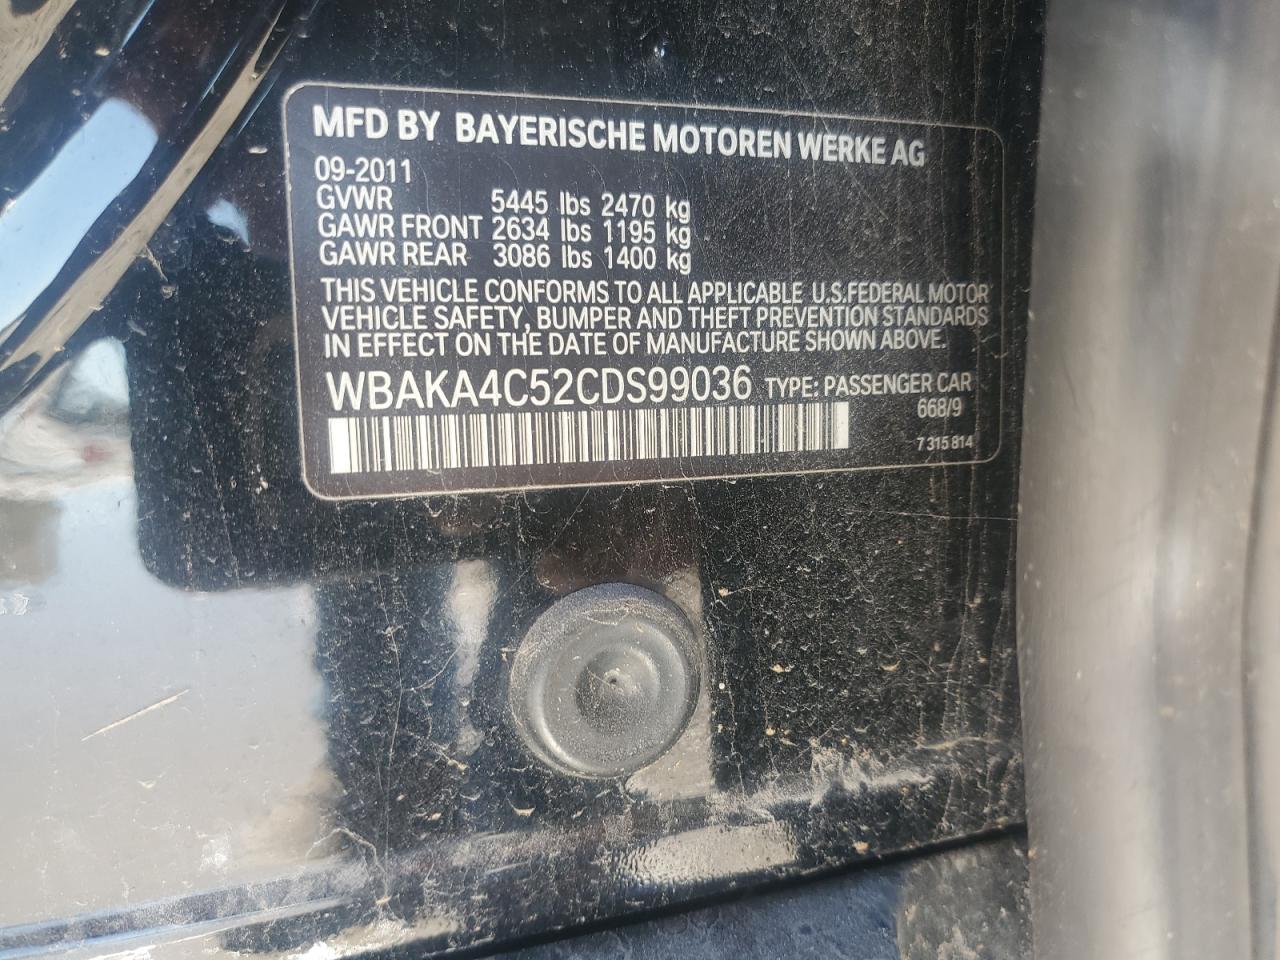 MFD BY BAYERISCHE MOTOREN WERKE AG
09-2011
GVWR 5445 lbs 2470 kg
GAWR FRONT 2634 lbs 1195 kg
GAWR REAR 3086 lbs 1400 kg
THIS VEHICLE CONFORMS TO ALL APPLICABLE U.S.FEDERAL MOTOR
VEHICLE SAFETY, BUMPER AND THEFT PREVENTION STANDARDS
IN EFFECT ON THE DATE OF MANUFACTURE SHOWN ABOVE.
WBAKA4C52CDS99036 TYPE: PASSENGER CAR
668/9
7 315 814